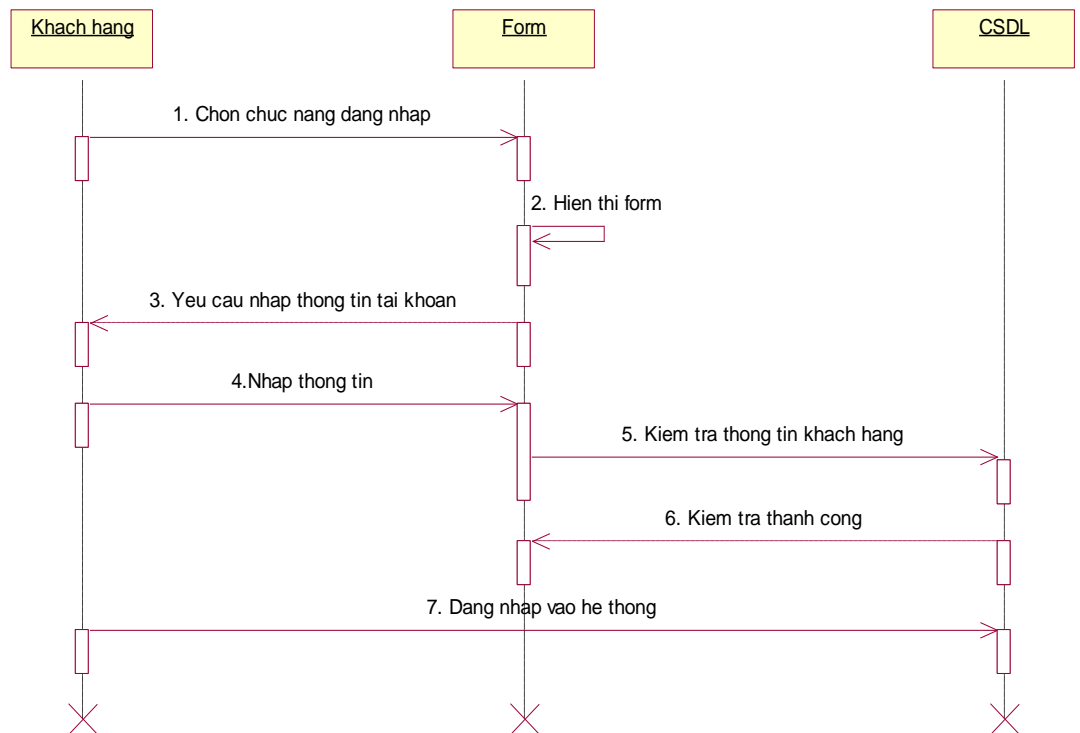 Khach hang
Form
CSDL
1. Chon chuc nang dang nhap
2. Hien thi form
3. Yeu cau nhap thong tin tai khoan
4.Nhap thong tin
5. Kiem tra thong tin khach hang
6. Kiem tra thanh cong
7. Dang nhap vao he thong